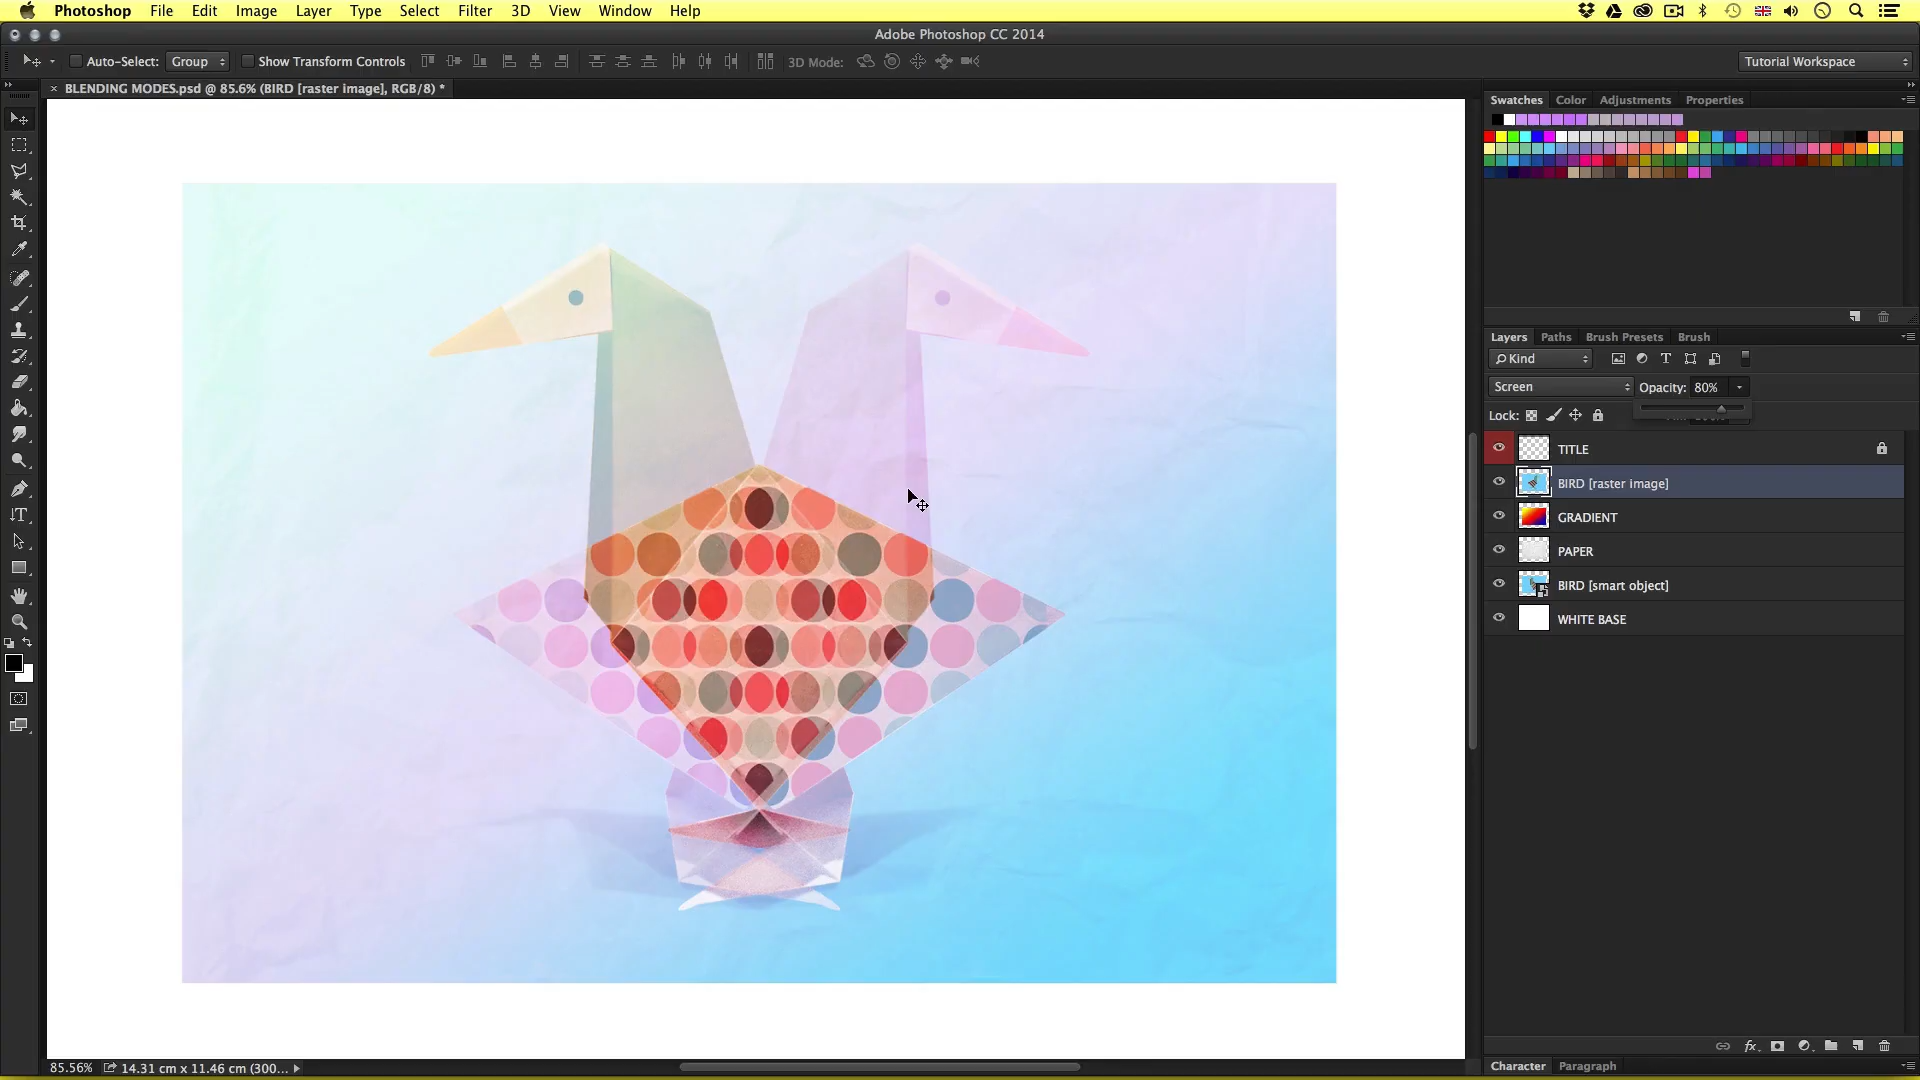 Photoshop File Edit Image Layer Type Select Filter 3D View Window Help
Adobe Photoshop CC 2014
Auto-Select: Group Show Transform Controls 3D Mode: Tutorial Workspace
× BLENDING MODES.psd @ 85.6% (BIRD [raster image], RGB/8) *
Swatches Color Adjustments Properties
Layers Paths Brush Presets Brush
Kind
Screen Opacity: 80%
Lock:
TITLE
BIRD [raster image]
GRADIENT
PAPER
BIRD [smart object]
WHITE BASE
85.56% 14.31 cm x 11.46 cm (300...
Character Paragraph